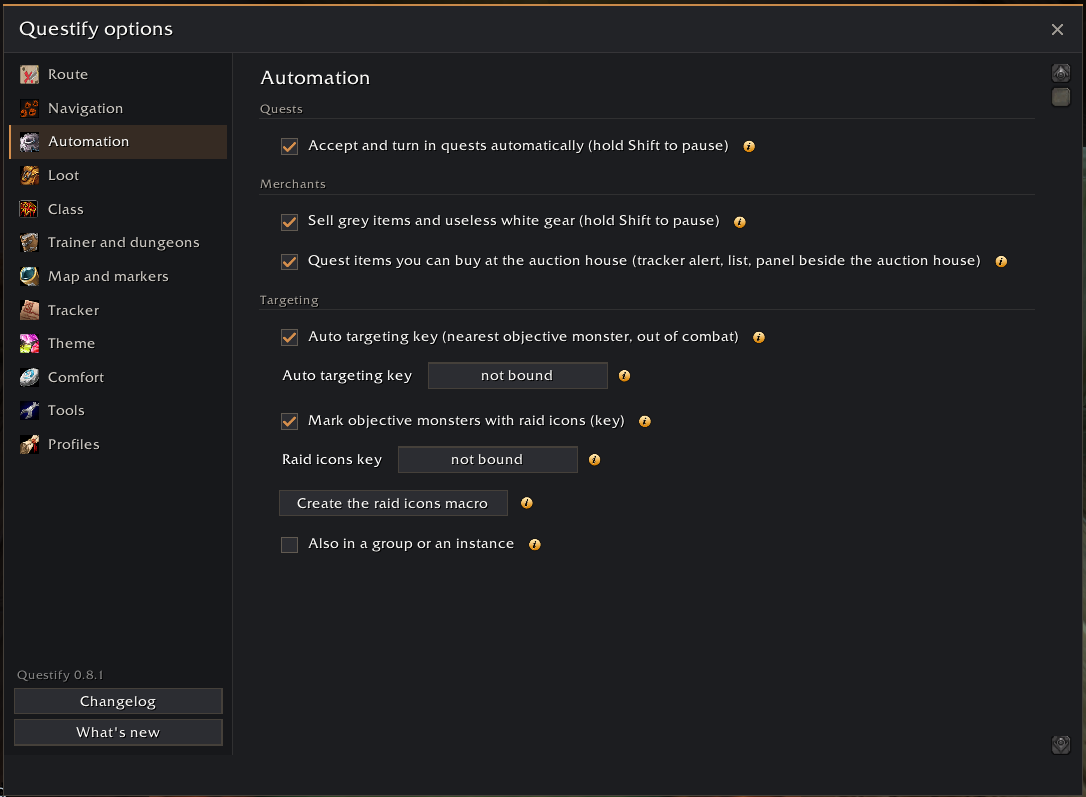 Questify options
Route
Navigation
Automation
Loot
Class
Trainer and dungeons
Map and markers
Tracker
Theme
Comfort
Tools
Profiles
Questify 0.8.1
Changelog
What's new
Automation
Quests
Accept and turn in quests automatically (hold Shift to pause)
Merchants
Sell grey items and useless white gear (hold Shift to pause)
Quest items you can buy at the auction house (tracker alert, list, panel beside the auction house)
Targeting
Auto targeting key (nearest objective monster, out of combat)
Auto targeting key not bound
Mark objective monsters with raid icons (key)
Raid icons key not bound
Create the raid icons macro
Also in a group or an instance